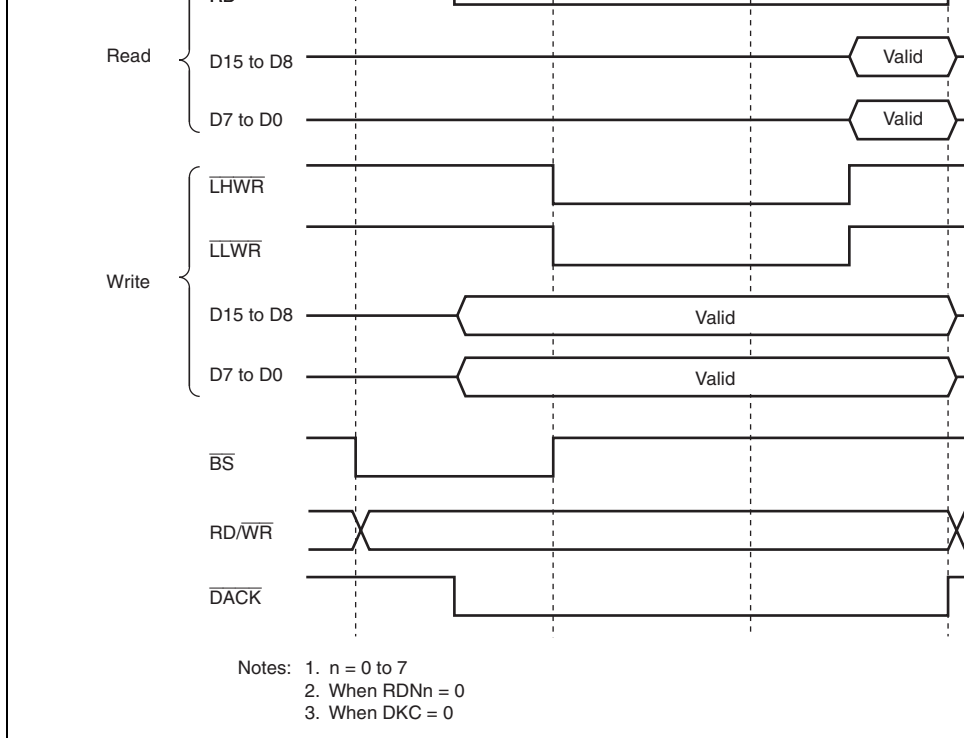 Read
D15 to D8
Valid
D7 to D0
Valid
LHWR
LLWR
Write
D15 to D8
Valid
D7 to D0
Valid
BS
RD/WR
DACK
Notes: 1. n = 0 to 7
2. When RDNn = 0
3. When DKC = 0